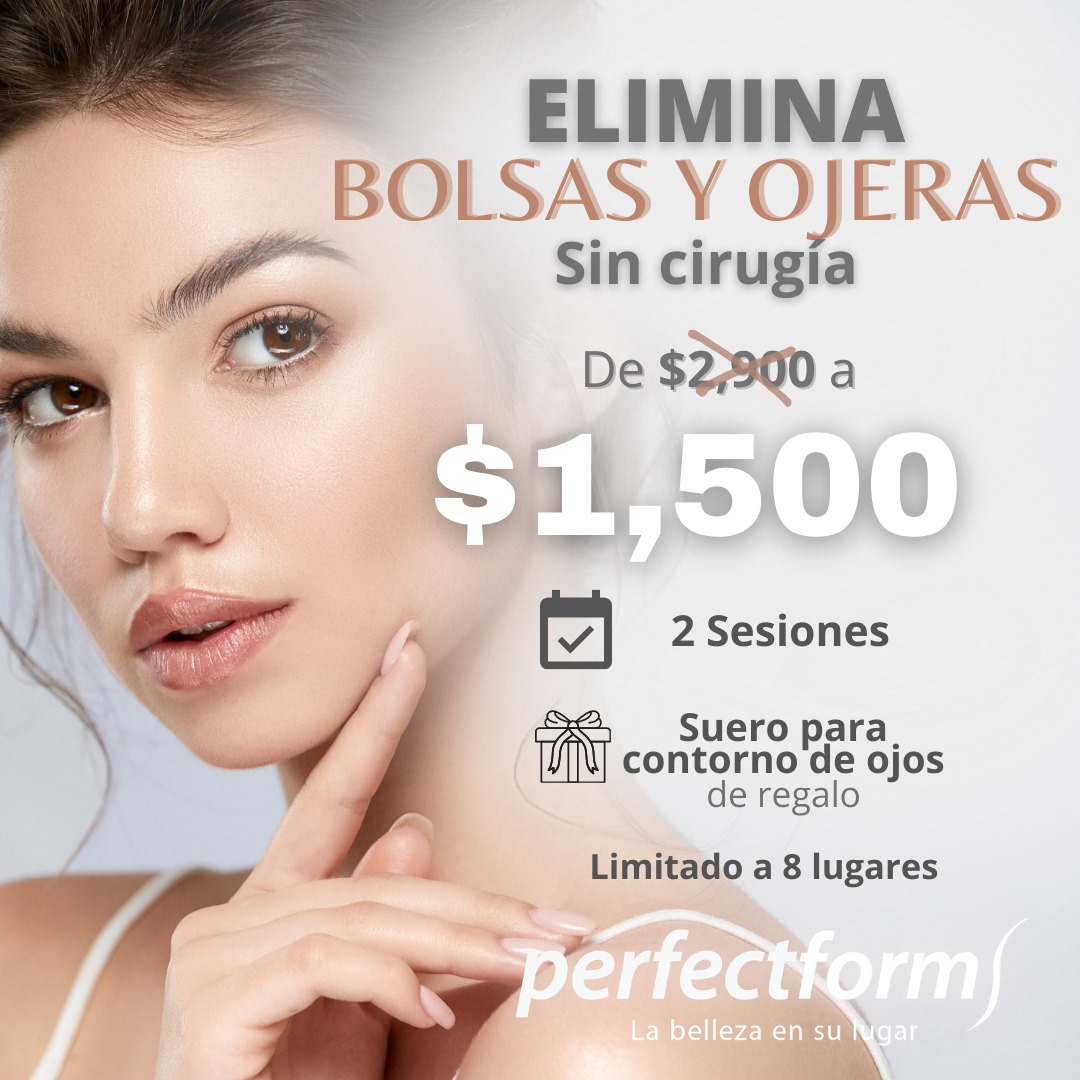 ELIMINA
BOLSAS Y OJERAS
Sin cirugía
De $2,900 a
$1,500
2 Sesiones
Suero para
contorno de ojos
de regalo
Limitado a 8 lugares
perfectform
La belleza en su lugar